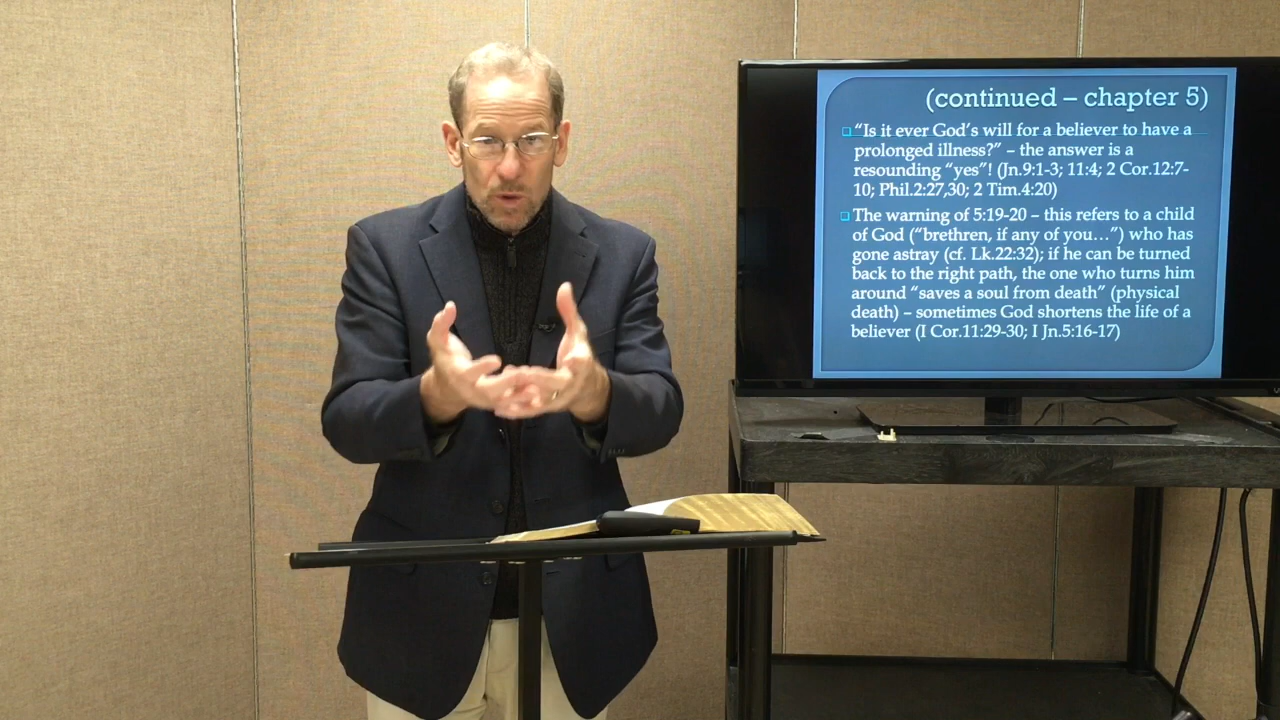 (continued – chapter 5)
“Is it ever God’s will for a believer to have a
prolonged illness?” – the answer is a
resounding “yes”! (Jn.9:1-3; 11:4; 2 Cor.12:7-
10; Phil.2:27,30; 2 Tim.4:20)
The warning of 5:19-20 – this refers to a child
of God (“brethren, if any of you…”) who has
gone astray (cf. Lk.22:32); if he can be turned
back to the right path, the one who turns him
around “saves a soul from death” (physical
death) – sometimes God shortens the life of a
believer (I Cor.11:29-30; I Jn.5:16-17)